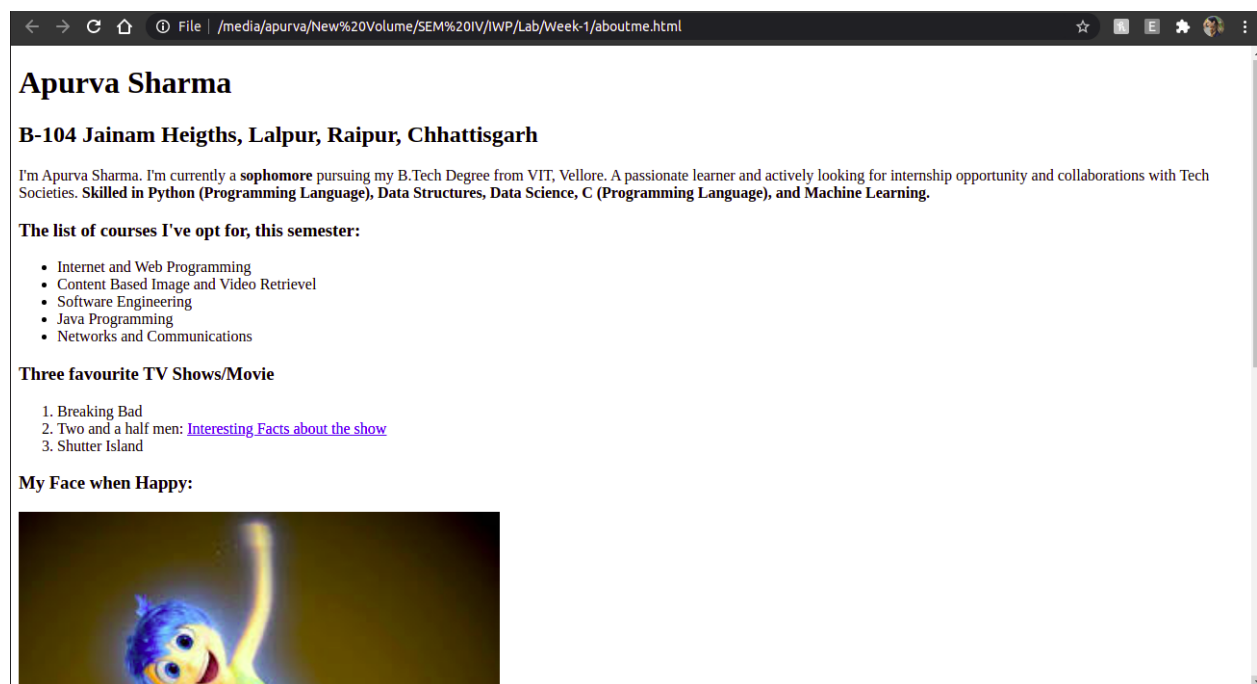 File | /media/apurva/New%20Volume/SEM%20IV/IWP/Lab/Week-1/aboutme.html
E
Apurva Sharma
B-104 Jainam Heigths, Lalpur, Raipur, Chhattisgarh
I'm Apurva Sharma. I'm currently a sophomore pursuing my B.Tech Degree from VIT, Vellore. A passionate learner and actively looking for internship opportunity and collaborations with Tech
Societies. Skilled in Python (Programming Language), Data Structures, Data Science, C (Programming Language), and Machine Learning.
The list of courses I've opt for, this semester:
• Internet and Web Programming
• Content Based Image and Video Retrievel
• Software Engineering
• Java Programming
• Networks and Communications
Three favourite TV Shows/Movie
1. Breaking Bad
2. Two and a half men: Interesting Facts about the show
3. Shutter Island
My Face when Happy: